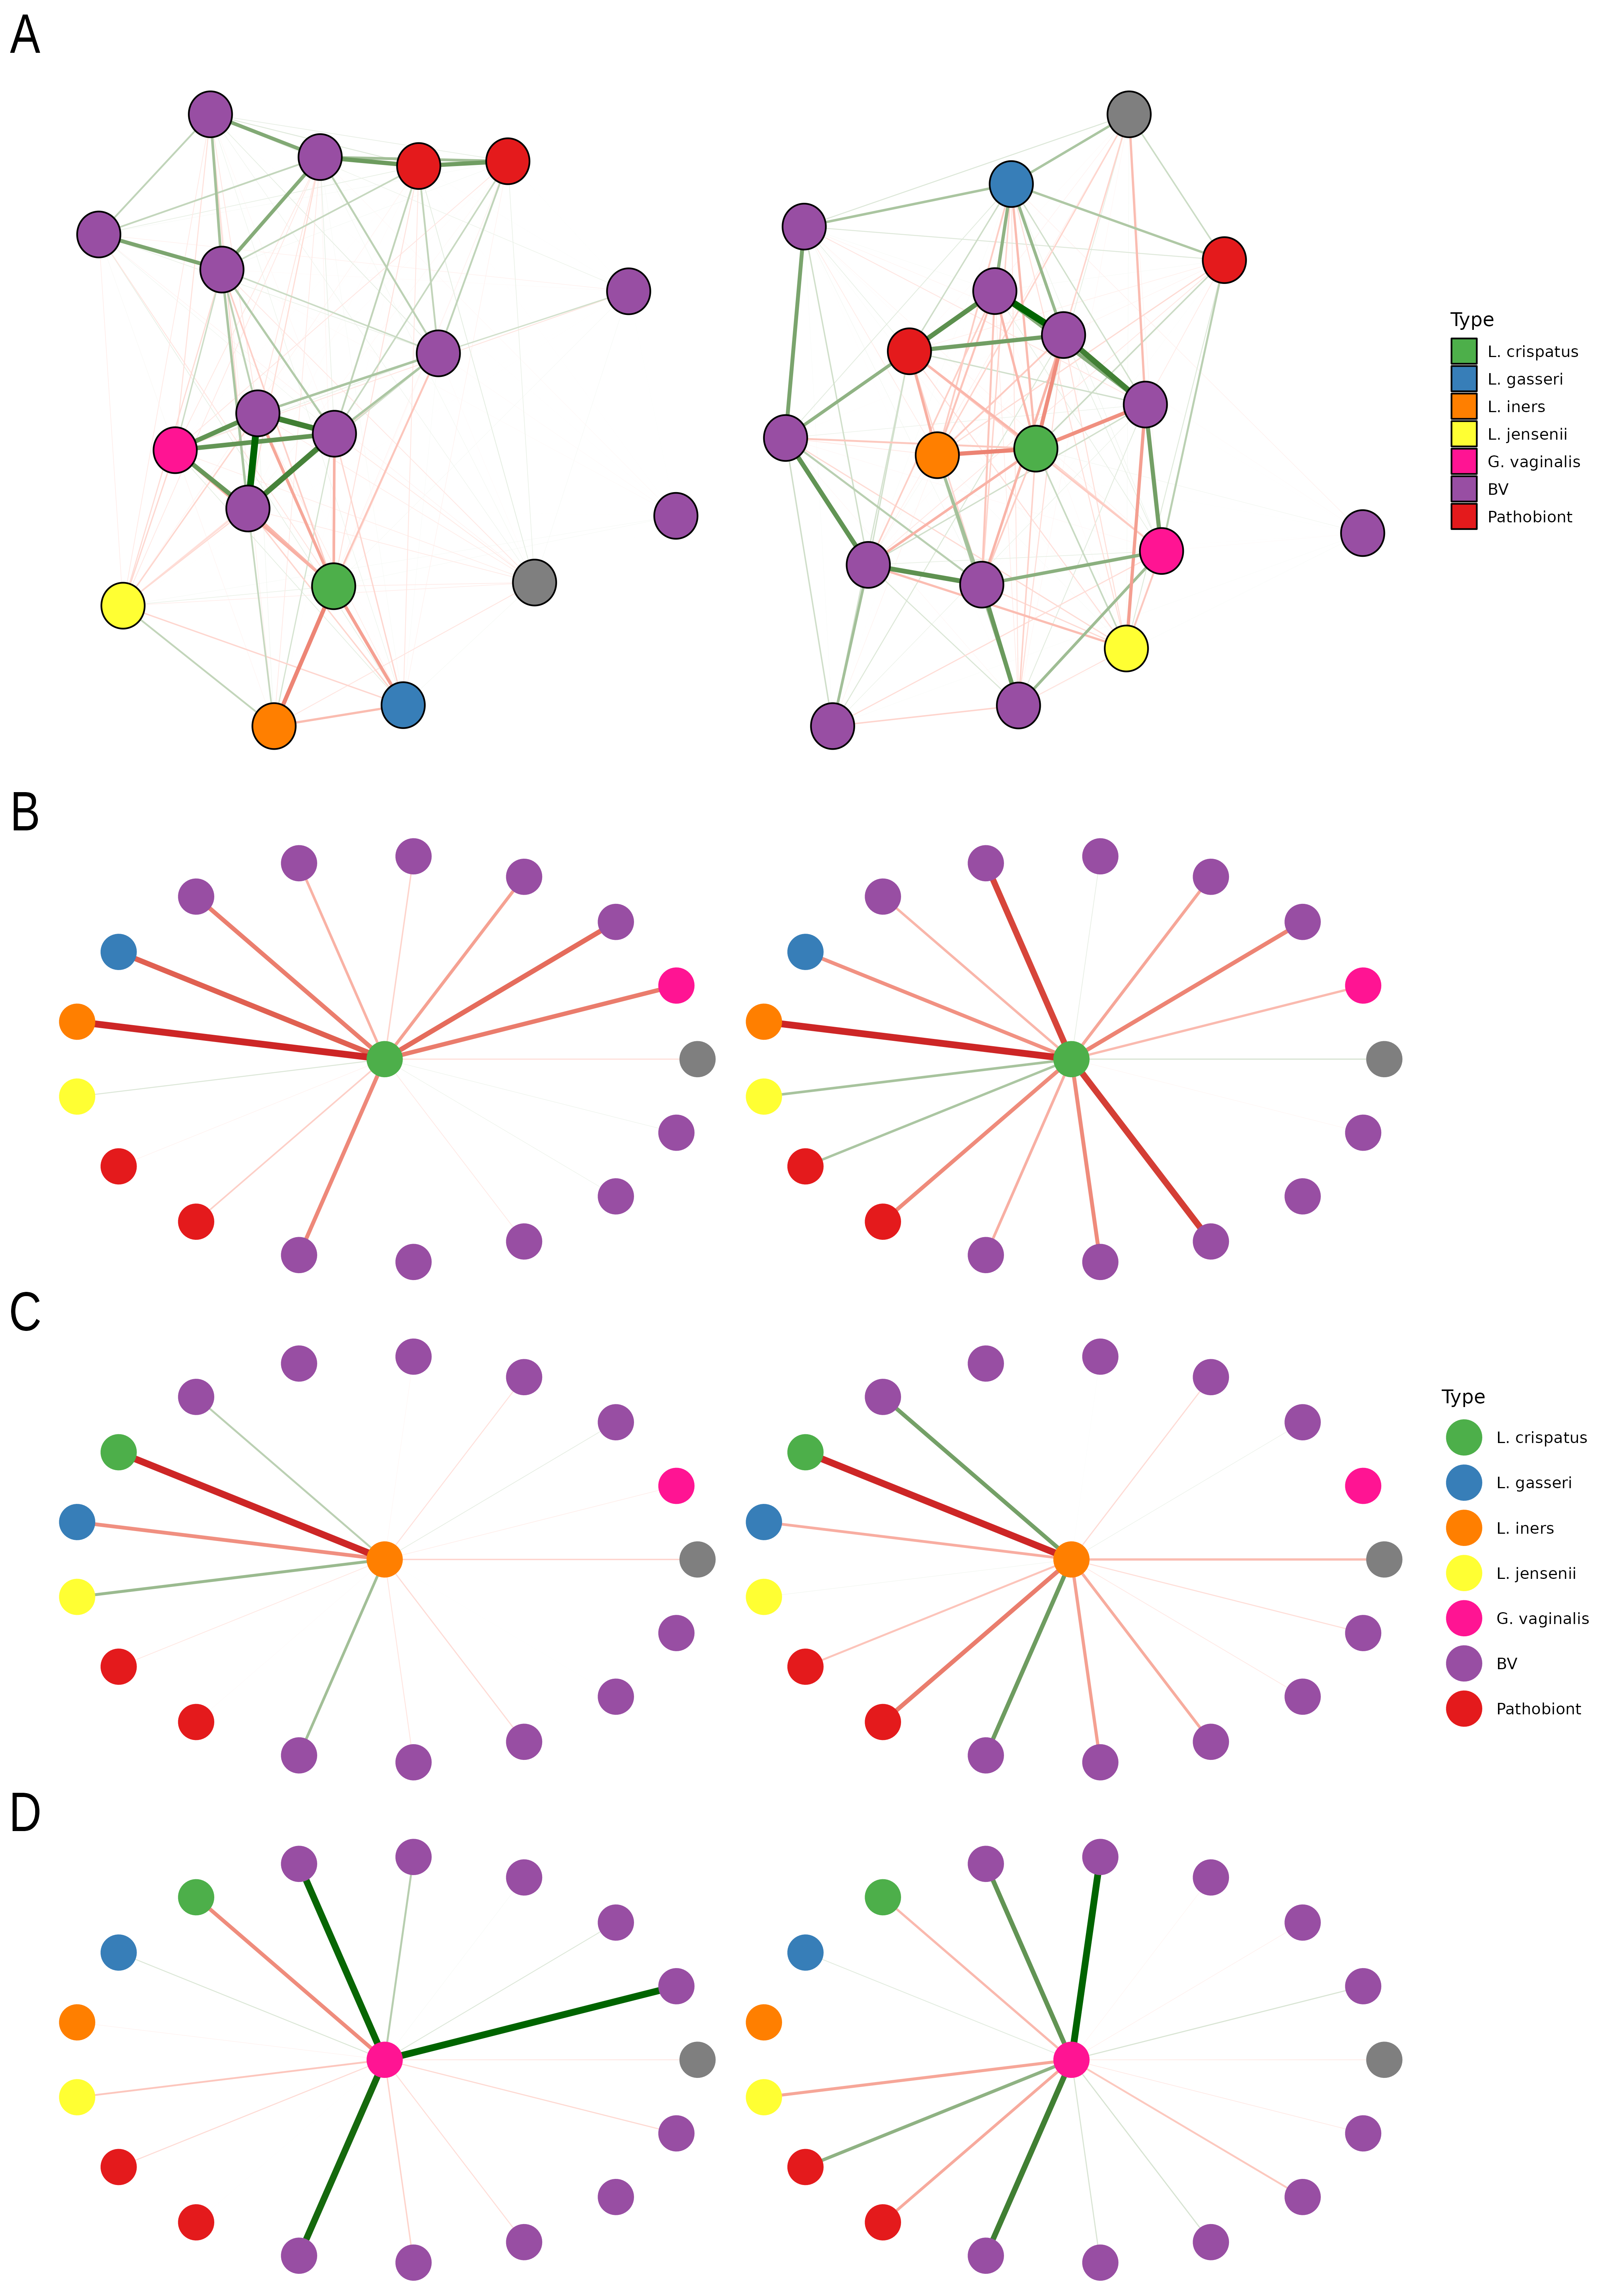 A
Type
L. crispatus
L. gasseri
L. iners
L. jensenii
G. vaginalis
BV
Pathobiont
B
C
Type
L. crispatus
L. gasseri
L. iners
L. jensenii
G. vaginalis
BV
Pathobiont
D